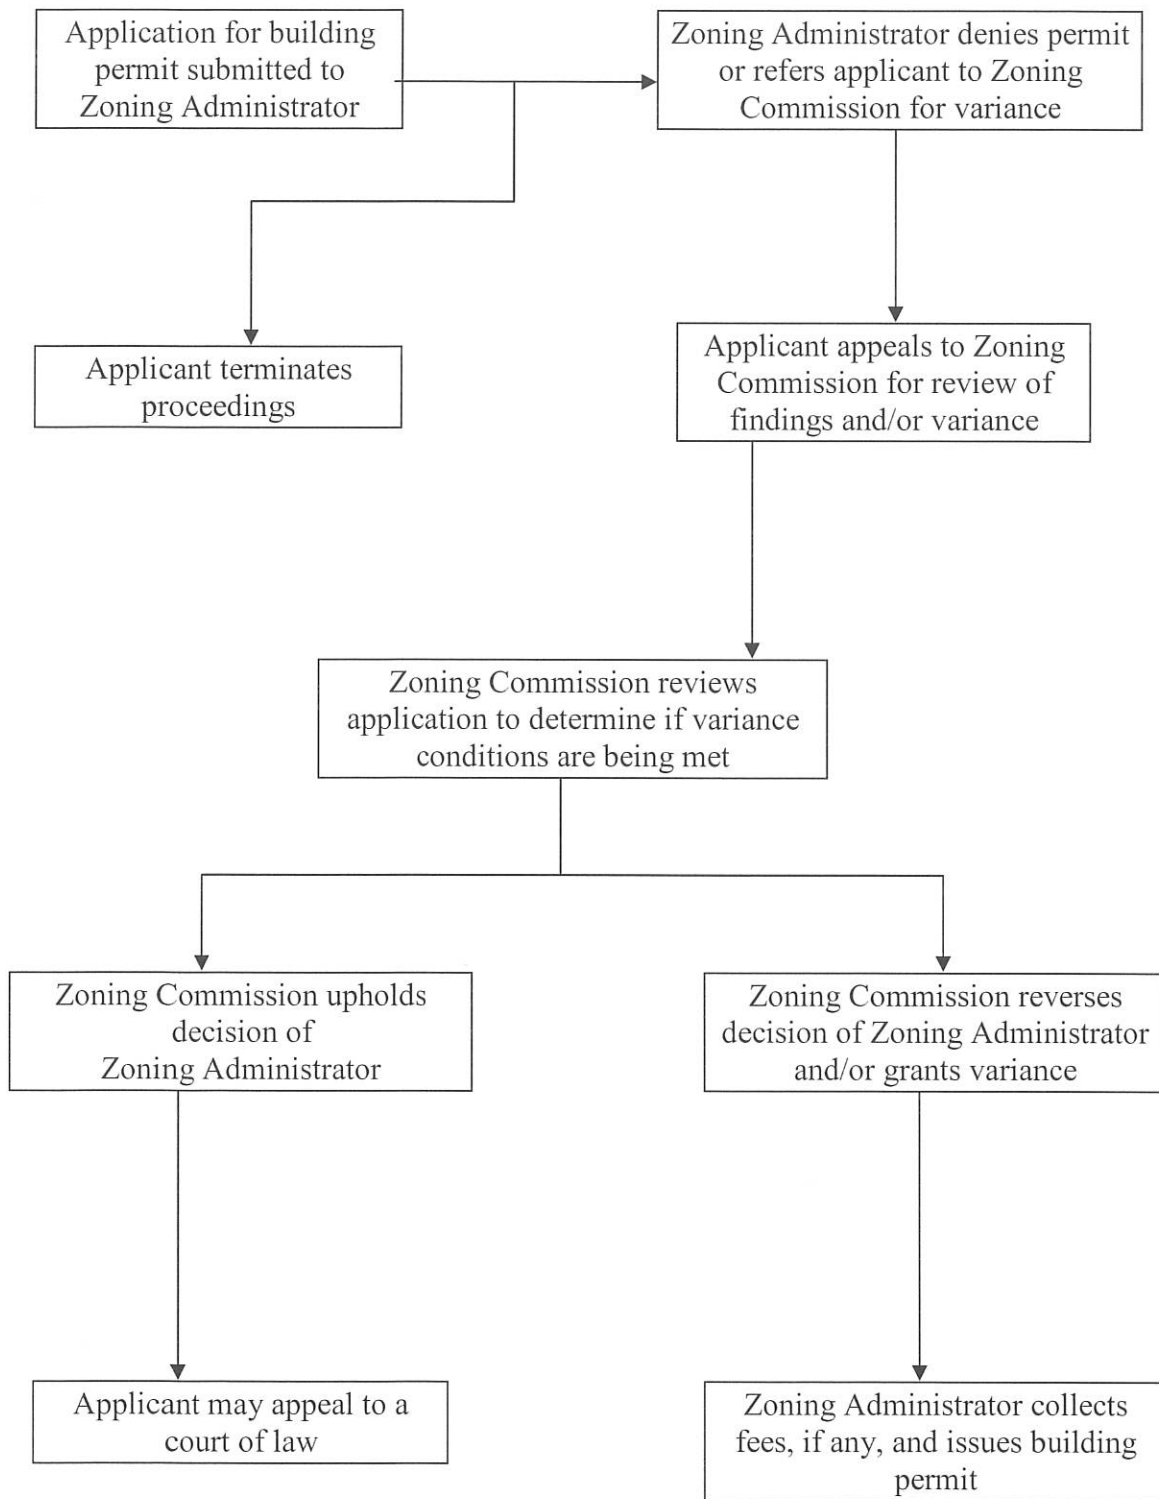 Application for building
permit submitted to
Zoning Administrator
Zoning Administrator denies permit
or refers applicant to Zoning
Commission for variance
Applicant terminates
proceedings
Applicant appeals to Zoning
Commission for review of
findings and/or variance
Zoning Commission reviews
application to determine if variance
conditions are being met
Zoning Commission upholds
decision of
Zoning Administrator
Zoning Commission reverses
decision of Zoning Administrator
and/or grants variance
Applicant may appeal to a
court of law
Zoning Administrator collects
fees, if any, and issues building
permit